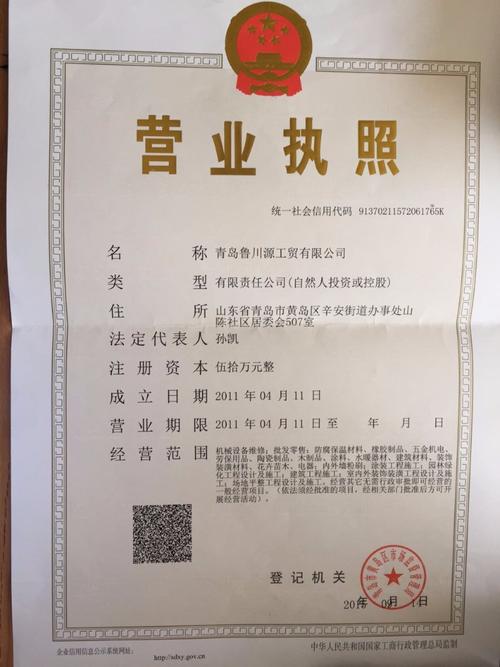 营业执照
统一社会信用代码 91370211572061765K
名称 青岛鲁川源工贸有限公司
类型 有限责任公司(自然人投资或控股)
住所 山东省青岛市黄岛区辛安街道办事处山
陈社区居委会507室
法定代表人 孙凯
注册资本 伍拾万元整
成立日期 2011年04月11日
营业期限 2011年04月11日至 年 月 日
经营范围 机械设备维修;批发零售:防腐保温材料、橡胶制品、五金机电、
劳保用品、陶瓷制品、木制品、涂料、水暖器材、建筑材料、装饰
装潢材料、花卉苗木、电器;内外墙粉刷;涂装工程施工;园林绿
化工程设计及施工;建筑工程施工;室内外装饰装潢工程设计及施
工;场地平整工程设计及施工。经营其它无需行政审批即可经营的
一般经营项目。(依法须经批准的项目,经相关部门批准后方可开
展经营活动)。
青岛市黄岛区市场监督管理局
登记机关
年 月 日
企业信用信息公示系统网址: http://sdxy.gov.cn
中华人民共和国国家工商行政管理总局监制